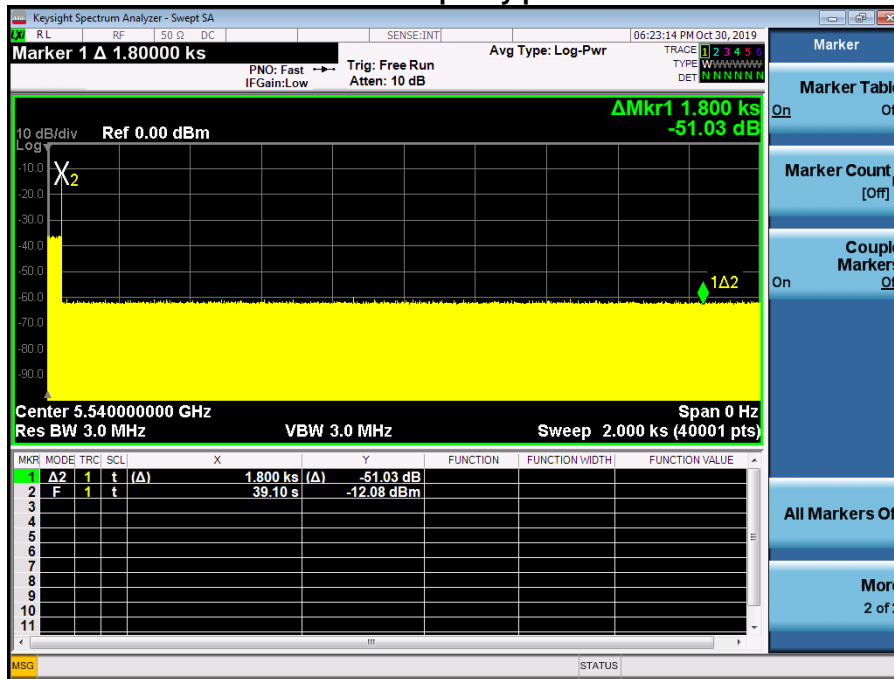 Keysight Spectrum Analyzer - Swept SA
LXI RL RF 50 Ω DC SENSE:INT 06:23:14 PM Oct 30, 2019
Marker 1 Δ 1.80000 ks
PNO: Fast
IFGain:Low
Trig: Free Run
Atten: 10 dB
Avg Type: Log-Pwr
TRACE 1 2 3 4 5 6
TYPE WWWWWW
DET N N N N N N
ΔMkr1 1.800 ks
-51.03 dB
10 dB/div Ref 0.00 dBm
Log
-10.0
-20.0
-30.0
-40.0
-50.0
-60.0
-70.0
-80.0
-90.0
X2
1Δ2
Center 5.540000000 GHz Span 0 Hz
Res BW 3.0 MHz VBW 3.0 MHz Sweep 2.000 ks (40001 pts)
MKR MODE TRC SCL X Y FUNCTION FUNCTION WIDTH FUNCTION VALUE
1 Δ2 1 t (Δ) 1.800 ks (Δ) -51.03 dB
2 F 1 t 39.10 s -12.08 dBm
3
4
5
6
7
8
9
10
11
MSG STATUS
Marker
Marker Table
On Of
Marker Count
[Off]
Couple
Markers
On Of
All Markers Of
More
2 of 2